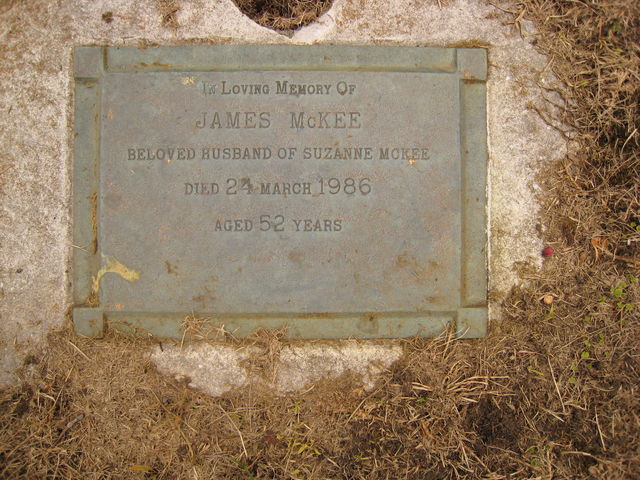 In Loving Memory Of
JAMES McKEE
BELOVED HUSBAND OF SUZANNE MCKEE
DIED 24 MARCH 1986
AGED 52 YEARS